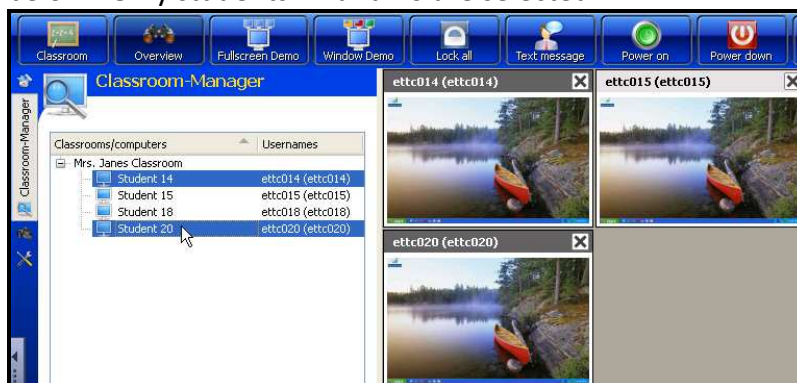 Classroom
Overview
Fullscreen Demo
Window Demo
Lock all
Text message
Power on
Power down
Classroom-Manager
Classroom-Manager
Classrooms/computers Usernames
Mrs. Janes Classroom
Student 14 ettc014 (ettc014)
Student 15 ettc015 (ettc015)
Student 18 ettc018 (ettc018)
Student 20 ettc020 (ettc020)
ettc014 (ettc014)
ettc015 (ettc015)
ettc020 (ettc020)